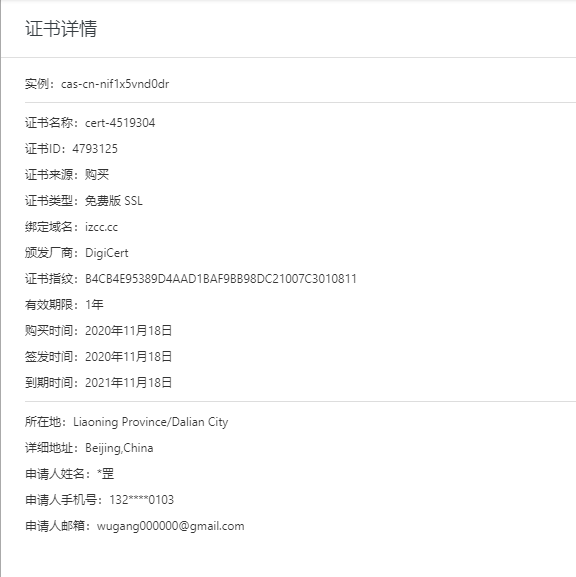 证书详情
实例：cas-cn-nif1x5vnd0dr
证书名称：cert-4519304
证书ID：4793125
证书来源：购买
证书类型：免费版 SSL
绑定域名：izcc.cc
颁发厂商：DigiCert
证书指纹：B4CB4E95389D4AAD1BAF9BB98DC21007C3010811
有效期限：1年
购买时间：2020年11月18日
签发时间：2020年11月18日
到期时间：2021年11月18日
所在地：Liaoning Province/Dalian City
详细地址：Beijing,China
申请人姓名：*罡
申请人手机号：132****0103
申请人邮箱：wugang000000@gmail.com